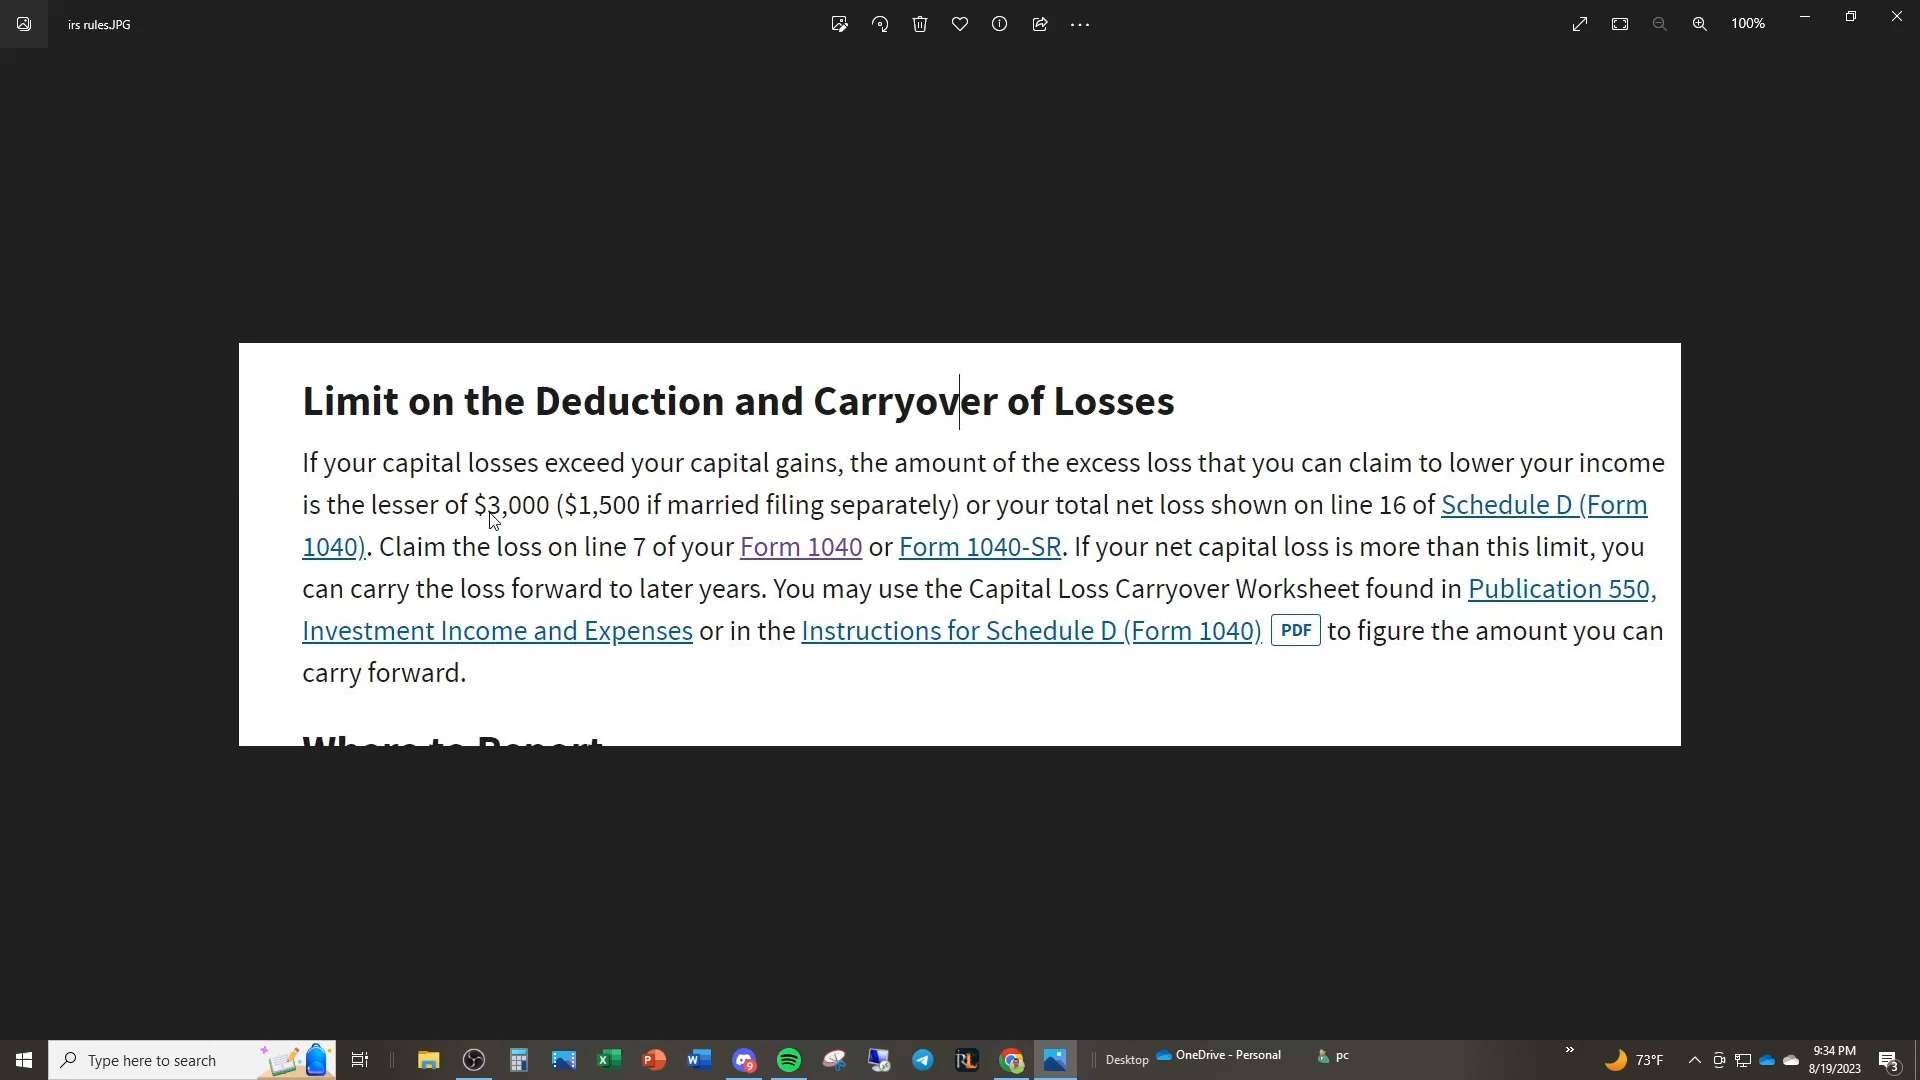 irs rules.JPG
100%
Limit on the Deduction and Carryover of Losses
If your capital losses exceed your capital gains, the amount of the excess loss that you can claim to lower your income
is the lesser of $3,000 ($1,500 if married filing separately) or your total net loss shown on line 16 of Schedule D (Form
1040). Claim the loss on line 7 of your Form 1040 or Form 1040-SR. If your net capital loss is more than this limit, you
can carry the loss forward to later years. You may use the Capital Loss Carryover Worksheet found in Publication 550,
Investment Income and Expenses or in the Instructions for Schedule D (Form 1040) PDF to figure the amount you can
carry forward.
Where to Report
Type here to search
Desktop
OneDrive - Personal
pc
73°F
9:34 PM
8/19/2023
3